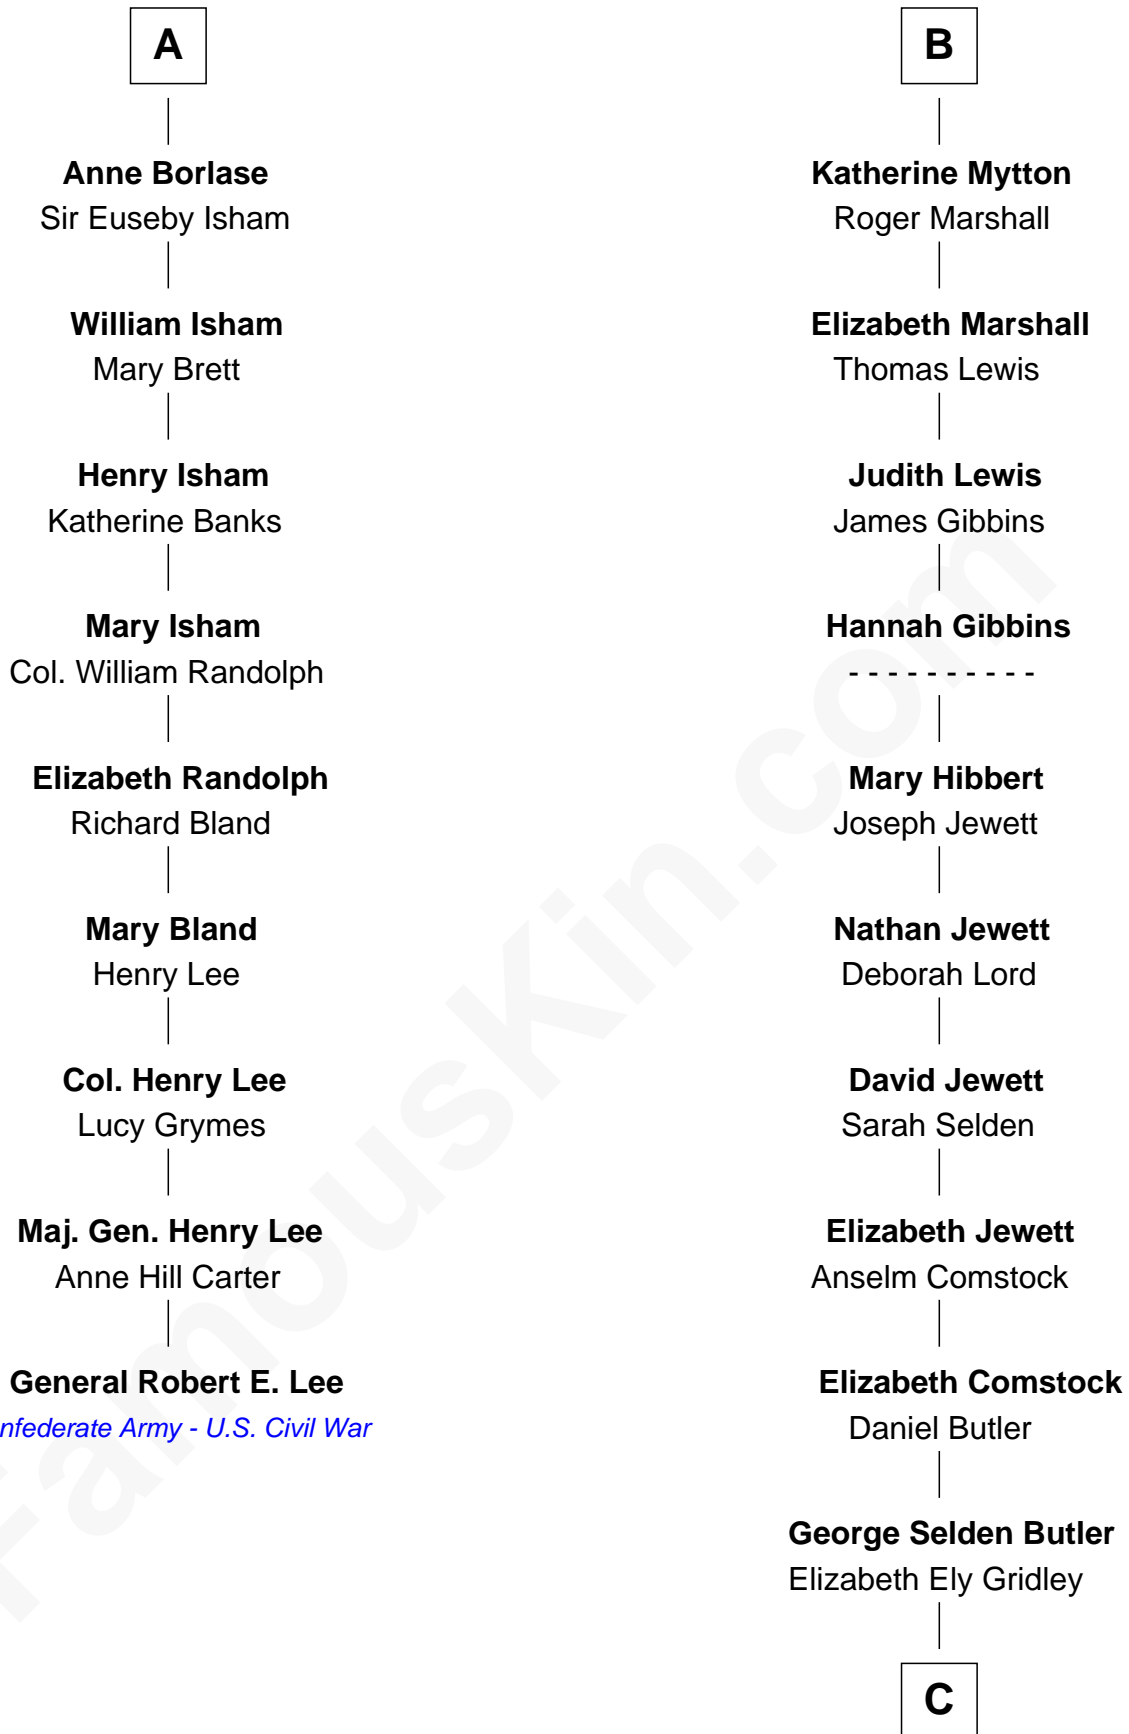 A
Anne Borlase
Sir Euseby Isham
William Isham
Mary Brett
Henry Isham
Katherine Banks
Mary Isham
Col. William Randolph
Elizabeth Randolph
Richard Bland
Mary Bland
Henry Lee
Col. Henry Lee
Lucy Grymes
Maj. Gen. Henry Lee
Anne Hill Carter
General Robert E. Lee
nfederate Army - U.S. Civil War
B
Katherine Mytton
Roger Marshall
Elizabeth Marshall
Thomas Lewis
Judith Lewis
James Gibbins
Hannah Gibbins
- - - - - - - - - -
Mary Hibbert
Joseph Jewett
Nathan Jewett
Deborah Lord
David Jewett
Sarah Selden
Elizabeth Jewett
Anselm Comstock
Elizabeth Comstock
Daniel Butler
George Selden Butler
Elizabeth Ely Gridley
C
FamousKin.com